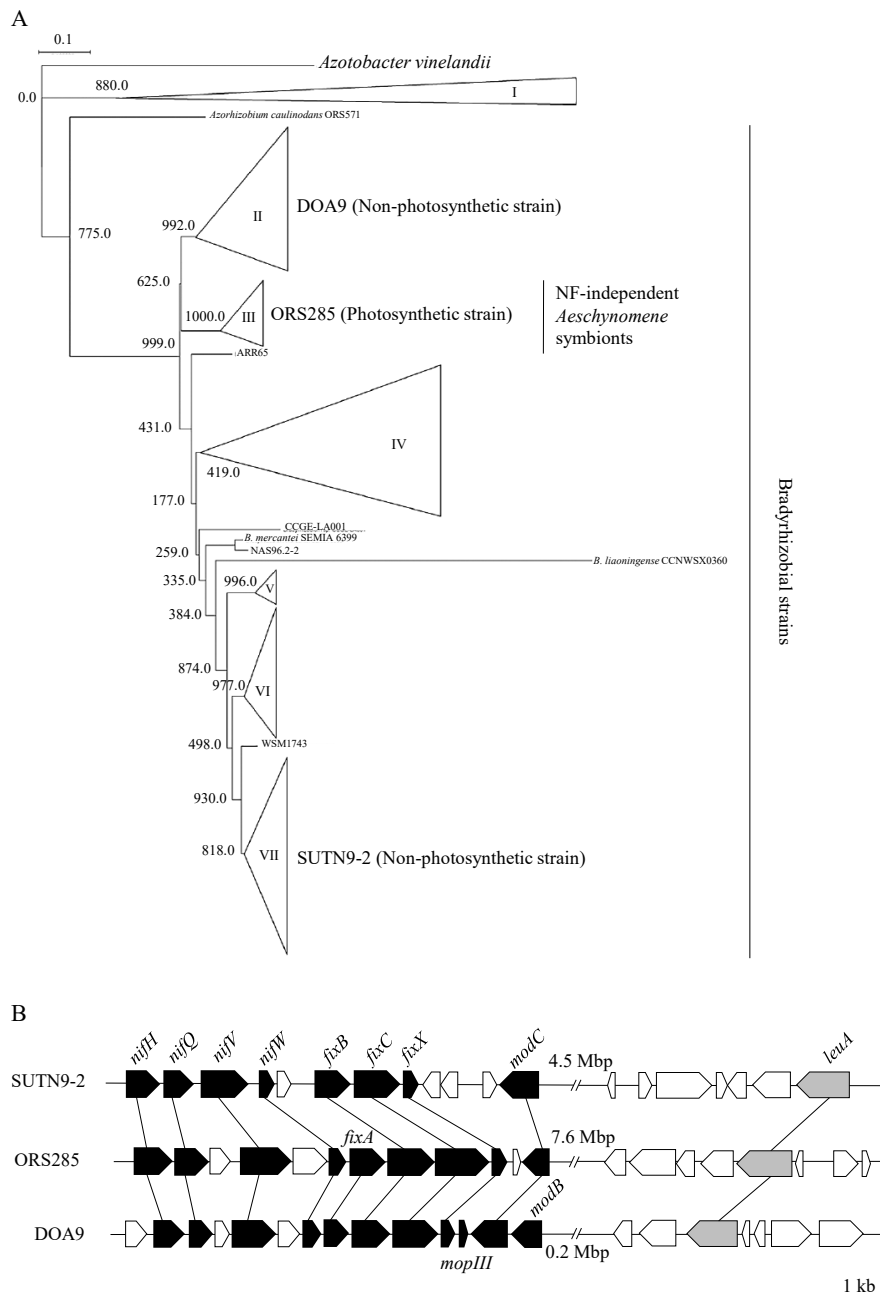 A
0.1
Azotobacter vinelandii
880.0
I
0.0
Azorhizobium caulinodans ORS571
992.0
II
DOA9 (Non-photosynthetic strain)
775.0
625.0
1000.0
III
ORS285 (Photosynthetic strain)
NF-independent
Aeschynomene
symbionts
999.0
ARR65
431.0
IV
419.0
177.0
CCGE-LA001
B. mercantei SEMIA 6399
NAS96.2-2
259.0
B. liaoningense CCNWSX0360
335.0
996.0
V
384.0
874.0
977.0
VI
498.0
WSM1743
930.0
818.0
VII
SUTN9-2 (Non-photosynthetic strain)
Bradyrhizobial strains
B
nifH nifQ nifV nifW fixB fixC fixX modC leuA
SUTN9-2
4.5 Mbp
fixA
ORS285
7.6 Mbp
modB
DOA9
0.2 Mbp
mopIII
1 kb